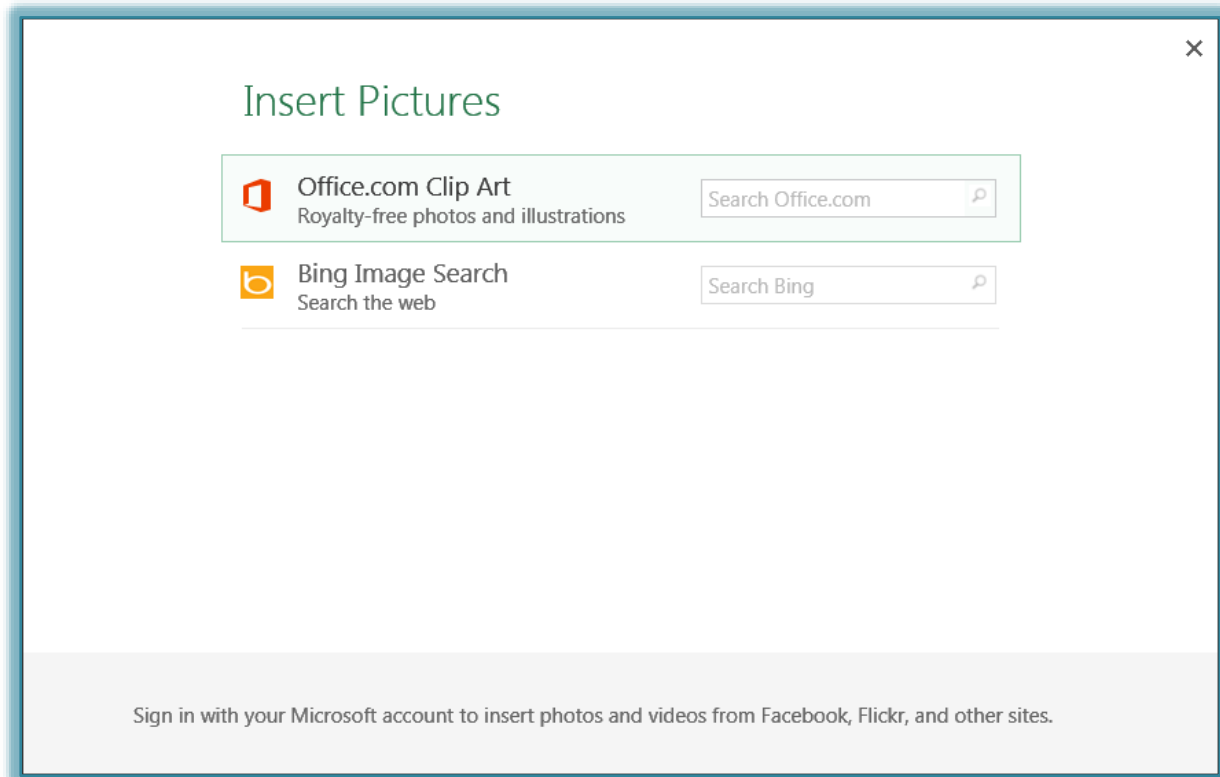 Insert Pictures
Office.com Clip Art
Royalty-free photos and illustrations
Search Office.com
Bing Image Search
Search the web
Search Bing
Sign in with your Microsoft account to insert photos and videos from Facebook, Flickr, and other sites.